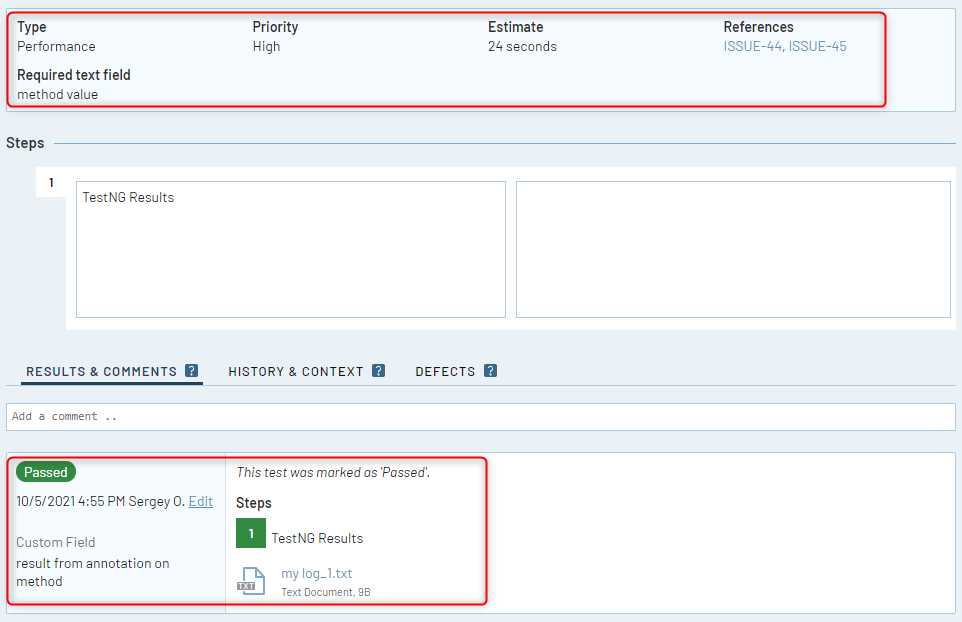 Type Priority Estimate References
Performance High 24 seconds ISSUE-44, ISSUE-45
Required text field
method value
Steps
1
TestNG Results
RESULTS & COMMENTS ? HISTORY & CONTEXT ? DEFECTS ?
Add a comment ..
Passed
10/5/2021 4:55 PM Sergey O. Edit
Custom Field
result from annotation on
method
This test was marked as 'Passed'.
Steps
1 TestNG Results
TXT
my log_1.txt
Text Document, 9B